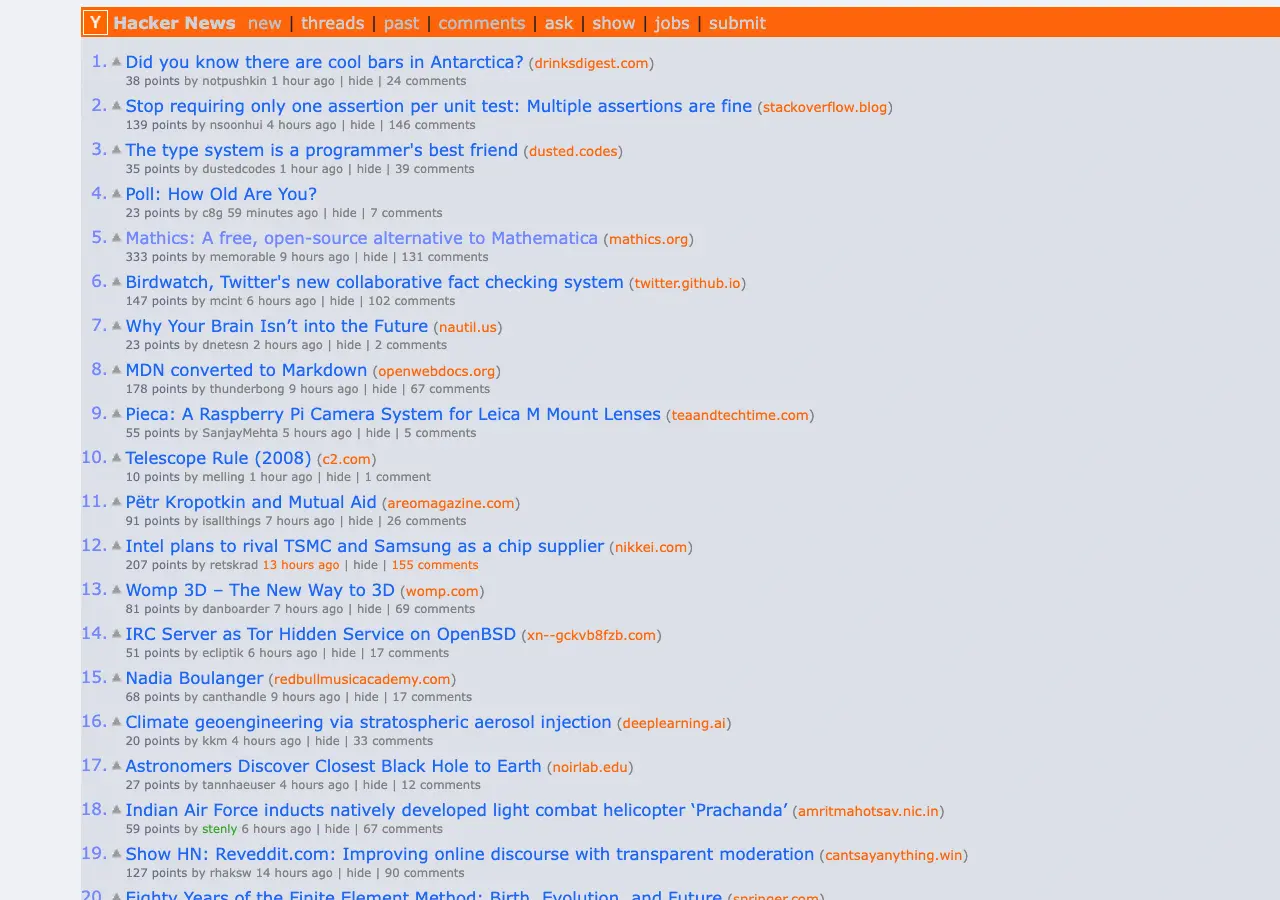 Y Hacker News new | threads | past | comments | ask | show | jobs | submit
1. Did you know there are cool bars in Antarctica? (drinksdigest.com)
38 points by notpushkin 1 hour ago | hide | 24 comments
2. Stop requiring only one assertion per unit test: Multiple assertions are fine (stackoverflow.blog)
139 points by nsoonhui 4 hours ago | hide | 146 comments
3. The type system is a programmer's best friend (dusted.codes)
35 points by dustedcodes 1 hour ago | hide | 39 comments
4. Poll: How Old Are You?
23 points by c8g 59 minutes ago | hide | 7 comments
5. Mathics: A free, open-source alternative to Mathematica (mathics.org)
333 points by memorable 9 hours ago | hide | 131 comments
6. Birdwatch, Twitter's new collaborative fact checking system (twitter.github.io)
147 points by mcint 6 hours ago | hide | 102 comments
7. Why Your Brain Isn’t into the Future (nautil.us)
23 points by dnetesn 2 hours ago | hide | 2 comments
8. MDN converted to Markdown (openwebdocs.org)
178 points by thunderbong 9 hours ago | hide | 67 comments
9. Pieca: A Raspberry Pi Camera System for Leica M Mount Lenses (teaandtechtime.com)
55 points by SanjayMehta 5 hours ago | hide | 5 comments
10. Telescope Rule (2008) (c2.com)
10 points by melling 1 hour ago | hide | 1 comment
11. Pëtr Kropotkin and Mutual Aid (areomagazine.com)
91 points by isallthings 7 hours ago | hide | 26 comments
12. Intel plans to rival TSMC and Samsung as a chip supplier (nikkei.com)
207 points by retskrad 13 hours ago | hide | 155 comments
13. Womp 3D – The New Way to 3D (womp.com)
81 points by danboarder 7 hours ago | hide | 69 comments
14. IRC Server as Tor Hidden Service on OpenBSD (xn--gckvb8fzb.com)
51 points by ecliptik 6 hours ago | hide | 17 comments
15. Nadia Boulanger (redbullmusicacademy.com)
68 points by canthandle 9 hours ago | hide | 17 comments
16. Climate geoengineering via stratospheric aerosol injection (deeplearning.ai)
20 points by kkm 4 hours ago | hide | 33 comments
17. Astronomers Discover Closest Black Hole to Earth (noirlab.edu)
27 points by tannhaeuser 4 hours ago | hide | 12 comments
18. Indian Air Force inducts natively developed light combat helicopter ‘Prachanda’ (amritmahotsav.nic.in)
59 points by stenly 6 hours ago | hide | 67 comments
19. Show HN: Reveddit.com: Improving online discourse with transparent moderation (cantsayanything.win)
127 points by rhaksw 14 hours ago | hide | 90 comments
20. Eighty Years of the Finite Element Method: Birth, Evolution, and Future (springer.com)